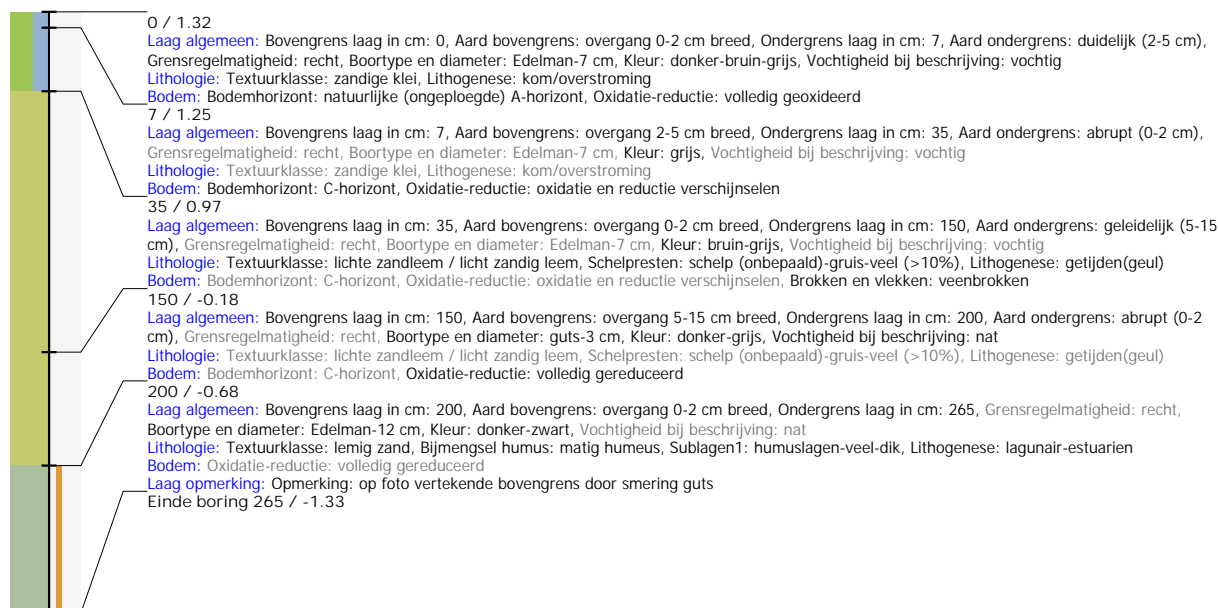 0 / 1.32
Laag algemeen: Bovengrens laag in cm: 0, Aard bovengrens: overgang 0-2 cm breed, Ondergrens laag in cm: 7, Aard ondergrens: duidelijk (2-5 cm),
Grensregelmatigheid: recht, Boortype en diameter: Edelman-7 cm, Kleur: donker-bruin-grijs, Vochtigheid bij beschrijving: vochtig
Lithologie: Textuurklasse: zandige klei, Lithogenese: kom/overstroming
Bodem: Bodemhorizont: natuurlijke (ongeploegde) A-horizont, Oxidatie-reductie: volledig geoxideerd
7 / 1.25
Laag algemeen: Bovengrens laag in cm: 7, Aard bovengrens: overgang 2-5 cm breed, Ondergrens laag in cm: 35, Aard ondergrens: abrupt (0-2 cm),
Grensregelmatigheid: recht, Boortype en diameter: Edelman-7 cm, Kleur: grijs, Vochtigheid bij beschrijving: vochtig
Lithologie: Textuurklasse: zandige klei, Lithogenese: kom/overstroming
Bodem: Bodemhorizont: C-horizont, Oxidatie-reductie: oxidatie en reductie verschijnselen
35 / 0.97
Laag algemeen: Bovengrens laag in cm: 35, Aard bovengrens: overgang 0-2 cm breed, Ondergrens laag in cm: 150, Aard ondergrens: geleidelijk (5-15
cm), Grensregelmatigheid: recht, Boortype en diameter: Edelman-7 cm, Kleur: bruin-grijs, Vochtigheid bij beschrijving: vochtig
Lithologie: Textuurklasse: lichte zandleem / licht zandig leem, Schelpresten: schelp (onbepaald)-gruis-veel (>10%), Lithogenese: getijden(geul)
Bodem: Bodemhorizont: C-horizont, Oxidatie-reductie: oxidatie en reductie verschijnselen, Brokken en vlekken: veenbrokken
150 / -0.18
Laag algemeen: Bovengrens laag in cm: 150, Aard bovengrens: overgang 5-15 cm breed, Ondergrens laag in cm: 200, Aard ondergrens: abrupt (0-2
cm), Grensregelmatigheid: recht, Boortype en diameter: guts-3 cm, Kleur: donker-grijs, Vochtigheid bij beschrijving: nat
Lithologie: Textuurklasse: lichte zandleem / licht zandig leem, Schelpresten: schelp (onbepaald)-gruis-veel (>10%), Lithogenese: getijden(geul)
Bodem: Bodemhorizont: C-horizont, Oxidatie-reductie: volledig gereduceerd
200 / -0.68
Laag algemeen: Bovengrens laag in cm: 200, Aard bovengrens: overgang 0-2 cm breed, Ondergrens laag in cm: 265, Grensregelmatigheid: recht,
Boortype en diameter: Edelman-12 cm, Kleur: donker-zwart, Vochtigheid bij beschrijving: nat
Lithologie: Textuurklasse: lemig zand, Bijmengsel humus: matig humeus, Sublagen1: humuslagen-veel-dik, Lithogenese: lagunair-estuarien
Bodem: Oxidatie-reductie: volledig gereduceerd
Laag opmerking: Opmerking: op foto vertekende bovengrens door smering guts
Einde boring 265 / -1.33